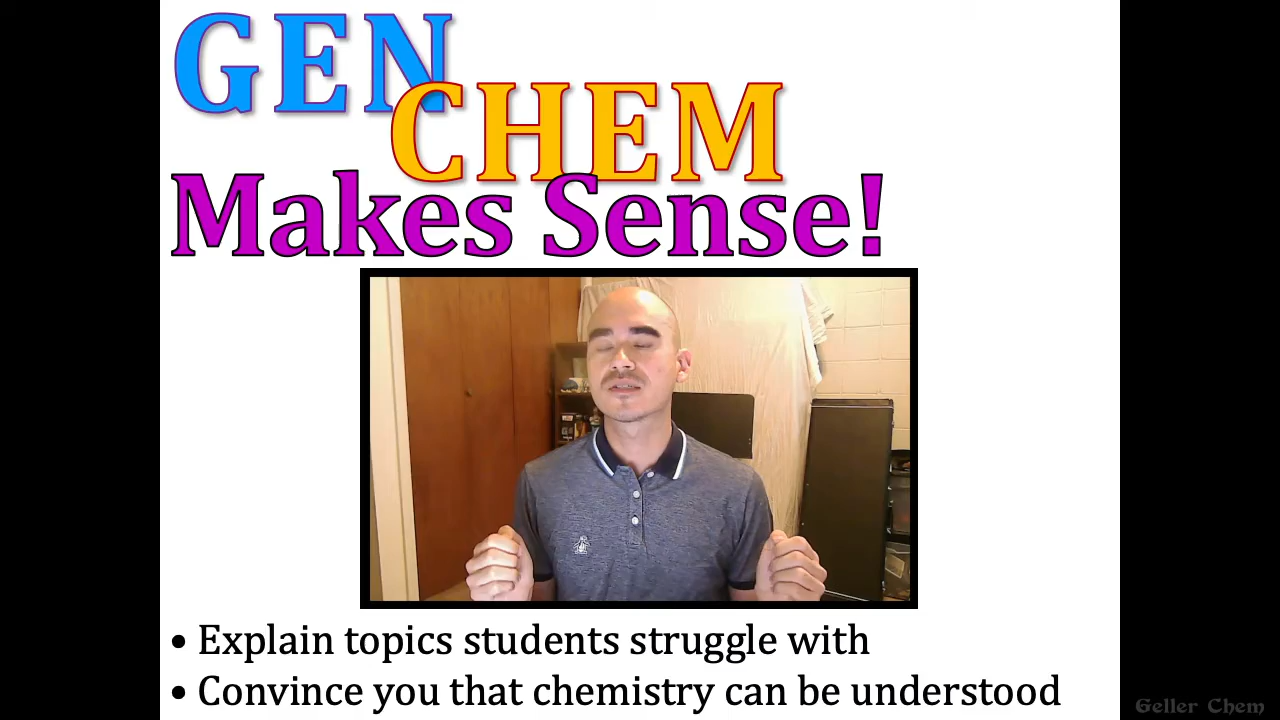 GEN
CHEM
Makes Sense!
• Explain topics students struggle with
• Convince you that chemistry can be understood
Geller Chem